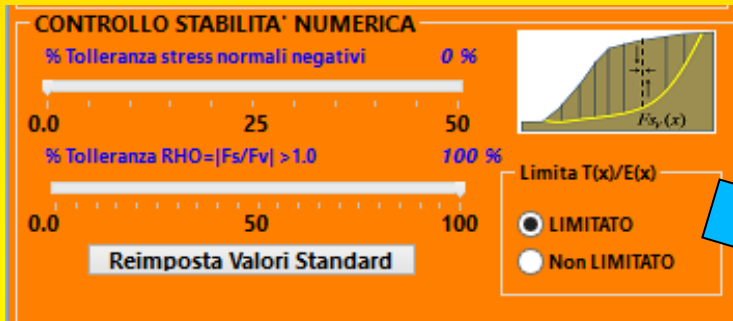 CONTROLLO STABILITA' NUMERICA
% Tolleranza stress normali negativi 0 %
0.0 25 50
% Tolleranza RHO=|Fs/Fv| >1.0 100 %
0.0 50 100
Reimposta Valori Standard
Fsᵥ(x)
Limita T(x)/E(x)
LIMITATO
Non LIMITATO